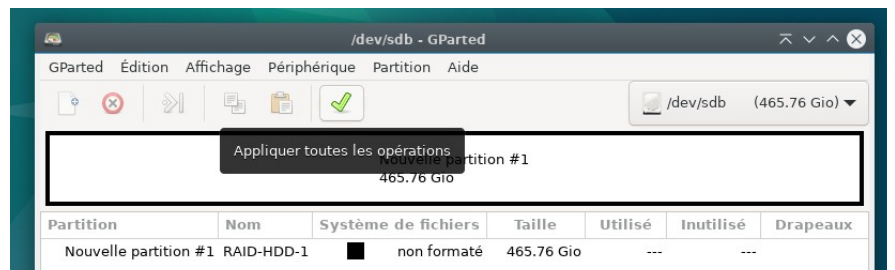 /dev/sdb - GParted
GParted Édition Affichage Périphérique Partition Aide
/dev/sdb (465.76 Gio)
Appliquer toutes les opérations
Nouvelle partition #1
465.76 Gio
Partition Nom Système de fichiers Taille Utilisé Inutilisé Drapeaux
Nouvelle partition #1 RAID-HDD-1 non formaté 465.76 Gio --- ---